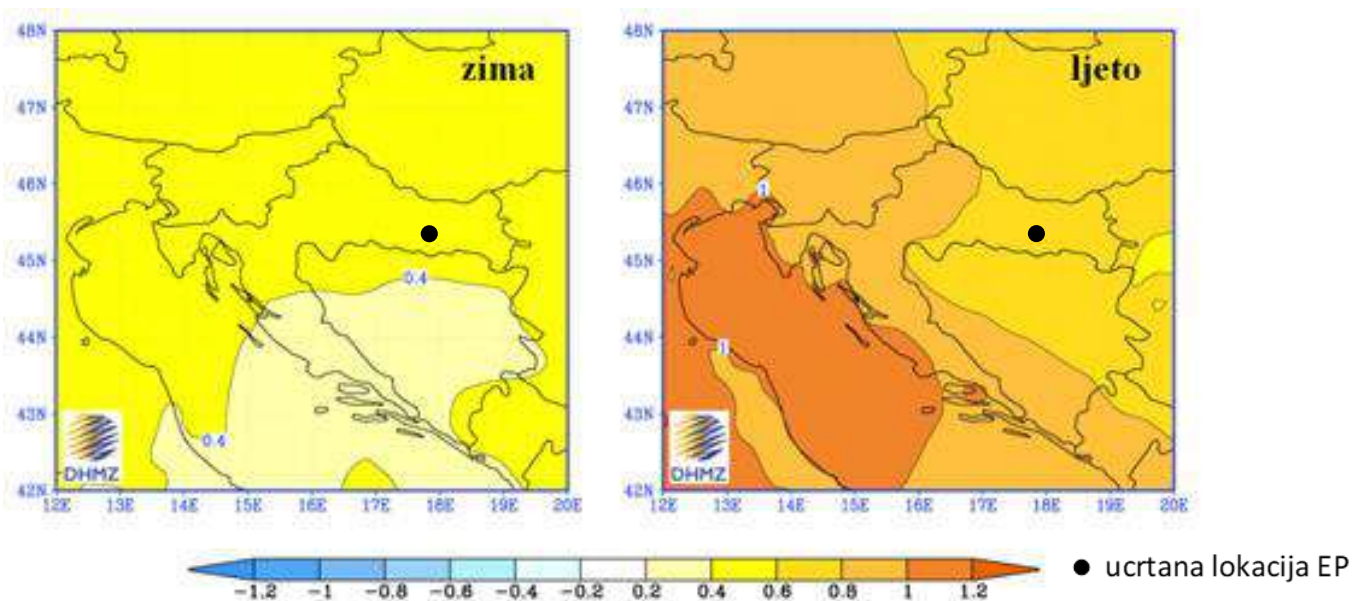 zima
ljeto
48N
47N
46N
45N
44N
43N
42N
12E 13E 14E 15E 16E 17E 18E 19E 20E
0.4
0.4
DHMZ
48N
47N
46N
45N
44N
43N
42N
12E 13E 14E 15E 16E 17E 18E 19E 20E
1
1
DHMZ
-1.2 -1 -0.8 -0.6 -0.4 -0.2 0.2 0.4 0.6 0.8 1 1.2
ucrtana lokacija EP